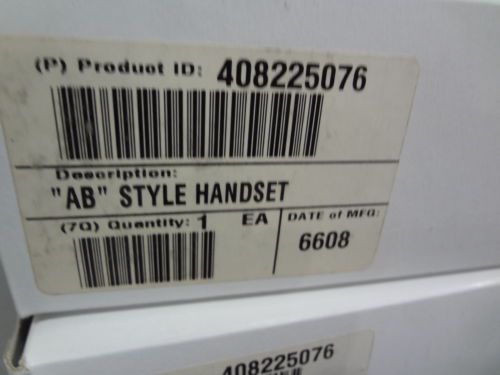 (P) Product ID: 408225076
Description:
"AB" STYLE HANDSET
(7Q) Quantity: 1 EA
DATE of MFG:
6608
408225076